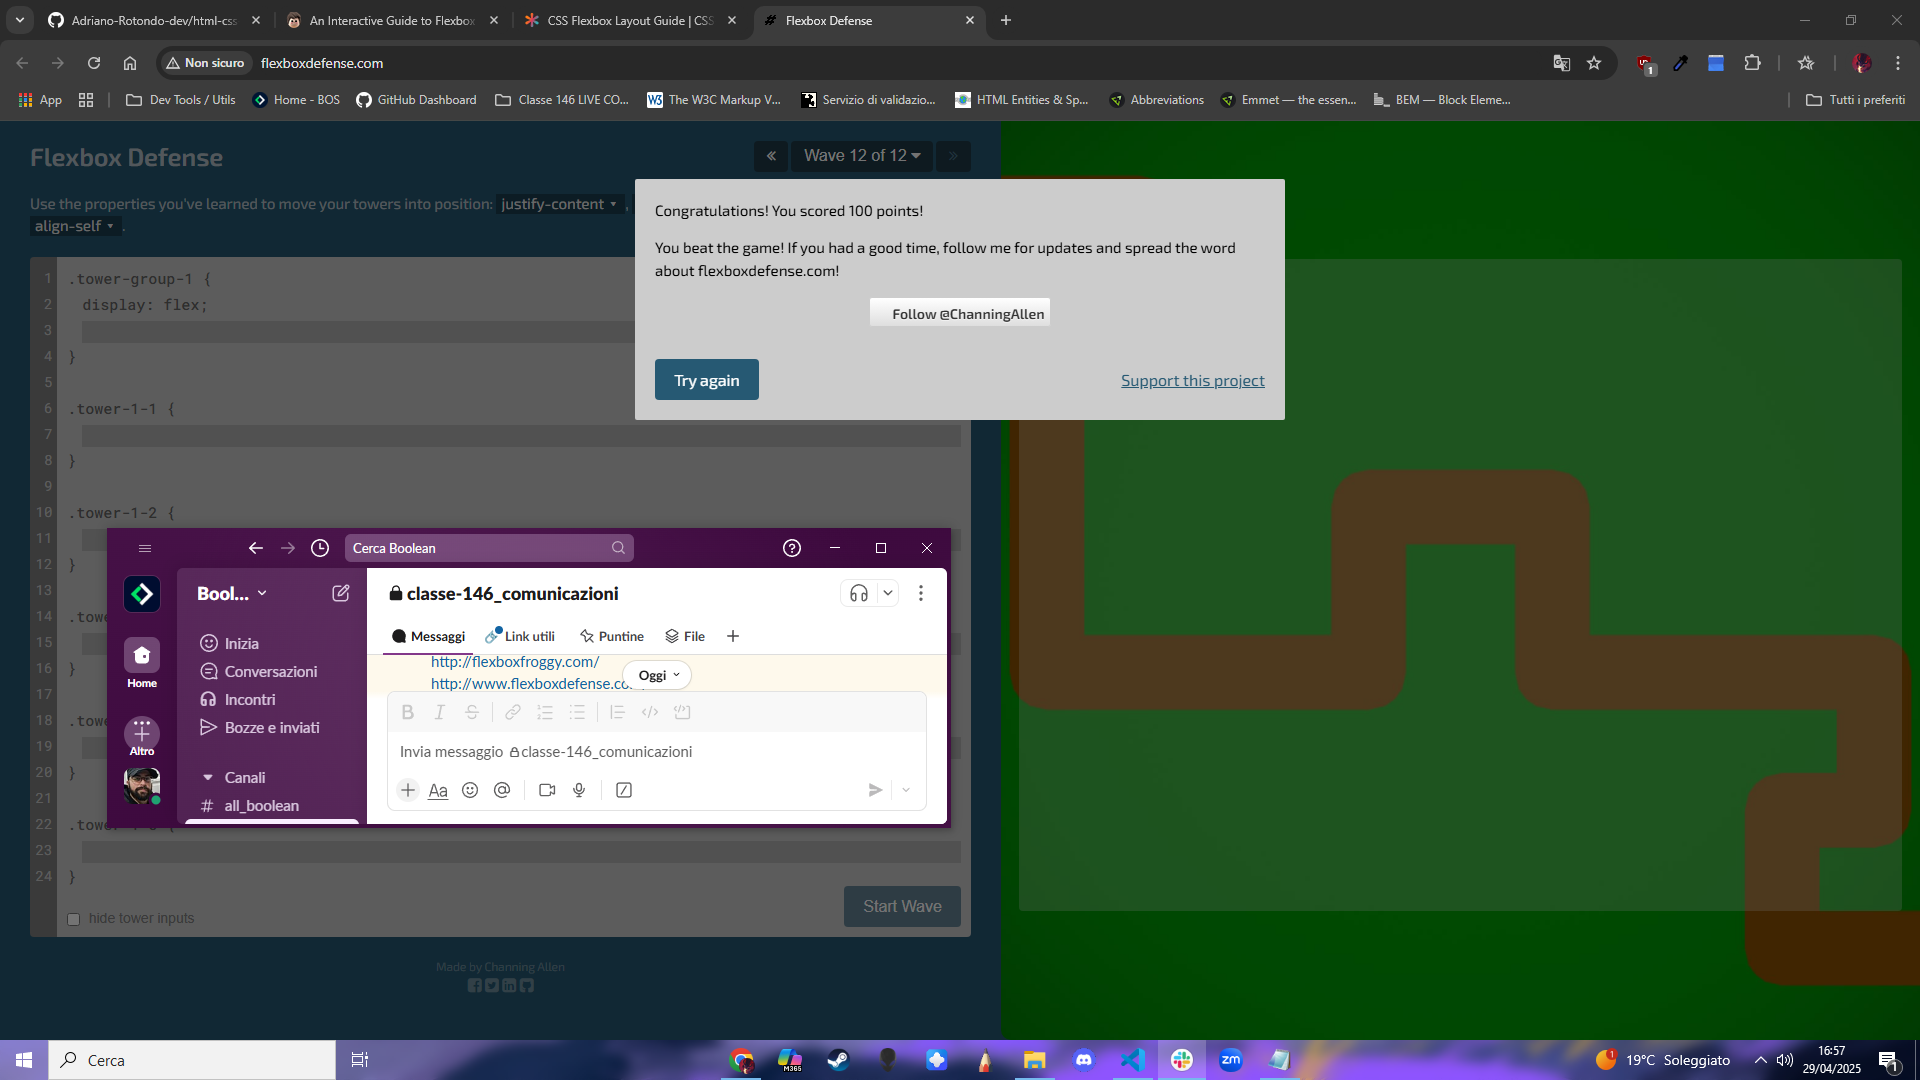 Adriano-Rotondo-dev/html-css
An Interactive Guide to Flexbox
CSS Flexbox Layout Guide | CSS
Flexbox Defense
Non sicuro
flexboxdefense.com
App
Dev Tools / Utils
Home - BOS
GitHub Dashboard
Classe 146 LIVE CO...
The W3C Markup V...
Servizio di validazio...
HTML Entities & Sp...
Abbreviations
Emmet — the essen...
BEM — Block Eleme...
Tutti i preferiti
Flexbox Defense
« Wave 12 of 12 »
Use the properties you've learned to move your towers into position: justify-content ,
align-self .
1 .tower-group-1 {
2 display: flex;
3
4 }
5
6 .tower-1-1 {
7
8 }
9
10 .tower-1-2 {
11
12 }
13
14 .tow
15
16 }
17
18 .tow
19
20 }
21
22 .tow
23
24 }
hide tower inputs
Start Wave
Made by Channing Allen
Congratulations! You scored 100 points!
You beat the game! If you had a good time, follow me for updates and spread the word
about flexboxdefense.com!
Follow @ChanningAllen
Try again
Support this project
Cerca Boolean
Bool...
Home
Altro
Inizia
Conversazioni
Incontri
Bozze e inviati
Canali
# all_boolean
classe-146_comunicazioni
Messaggi
Link utili
Puntine
File
http://flexboxfroggy.com/
http://www.flexboxdefense.co
Oggi
Invia messaggio classe-146_comunicazioni
Aa
Cerca
M365
zm
1
19°C Soleggiato
16:57
29/04/2025
1